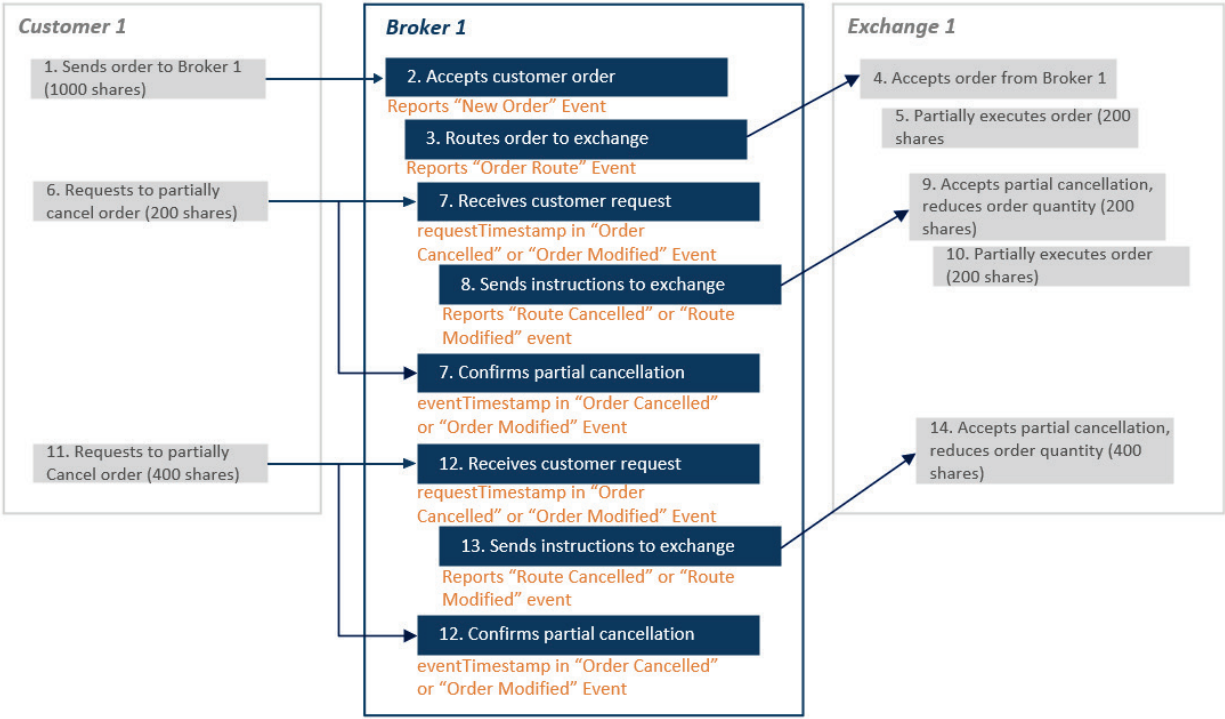 Customer 1
1. Sends order to Broker 1
(1000 shares)
6. Requests to partially
cancel order (200 shares)
11. Requests to partially
Cancel order (400 shares)
Broker 1
2. Accepts customer order
Reports “New Order” Event
3. Routes order to exchange
Reports “Order Route” Event
7. Receives customer request
requestTimestamp in “Order
Cancelled” or “Order Modified” Event
8. Sends instructions to exchange
Reports “Route Cancelled” or “Route
Modified” event
7. Confirms partial cancellation
eventTimestamp in “Order Cancelled”
or “Order Modified” Event
12. Receives customer request
requestTimestamp in “Order
Cancelled” or “Order Modified” Event
13. Sends instructions to exchange
Reports “Route Cancelled” or “Route
Modified” event
12. Confirms partial cancellation
eventTimestamp in “Order Cancelled”
or “Order Modified” Event
Exchange 1
4. Accepts order from Broker 1
5. Partially executes order (200
shares
9. Accepts partial cancellation,
reduces order quantity (200
shares)
10. Partially executes order
(200 shares)
14. Accepts partial cancellation,
reduces order quantity (400
shares)